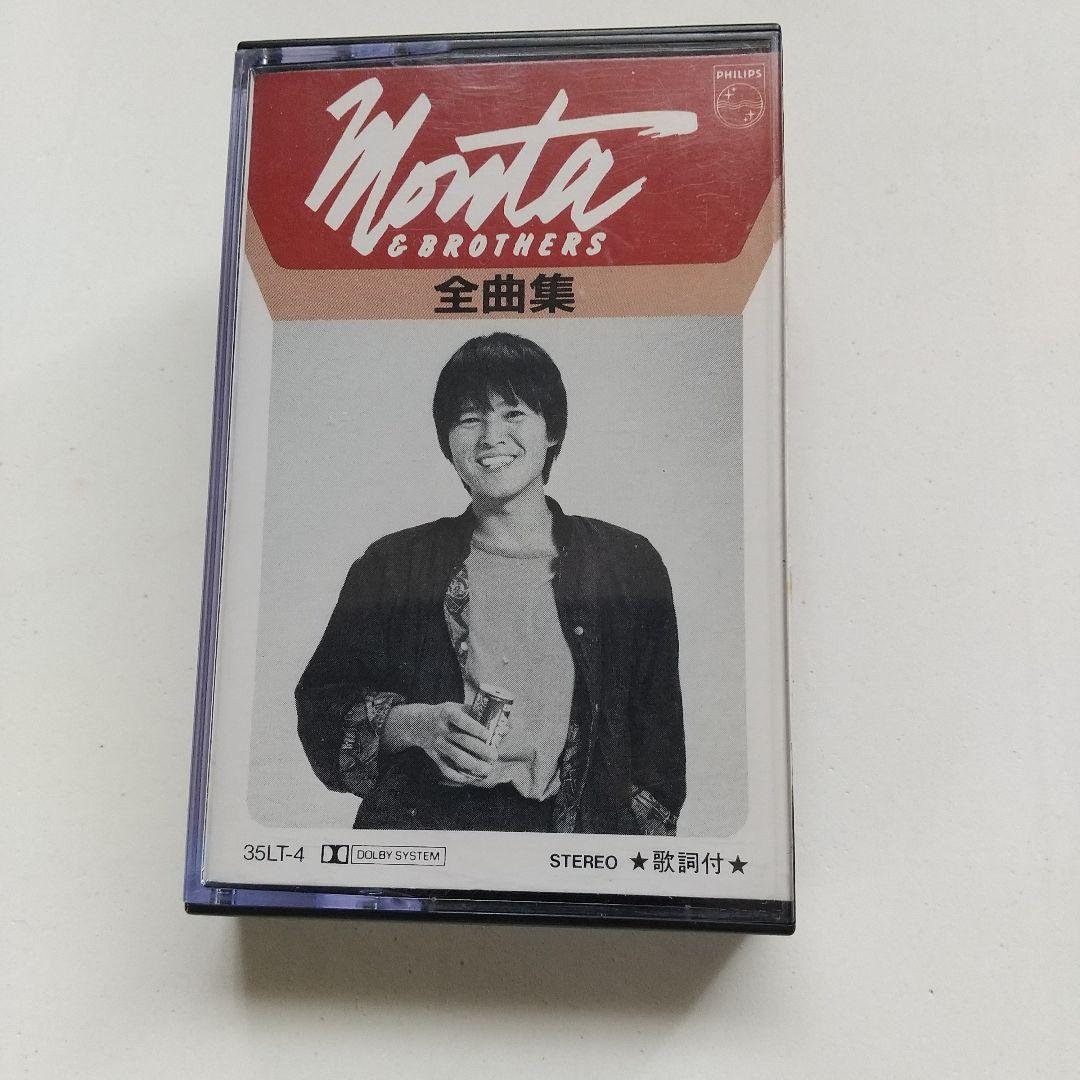 PHILIPS
Monta
& BROTHERS
全曲集
35LT-4 DOLBY SYSTEM STEREO ★歌詞付★